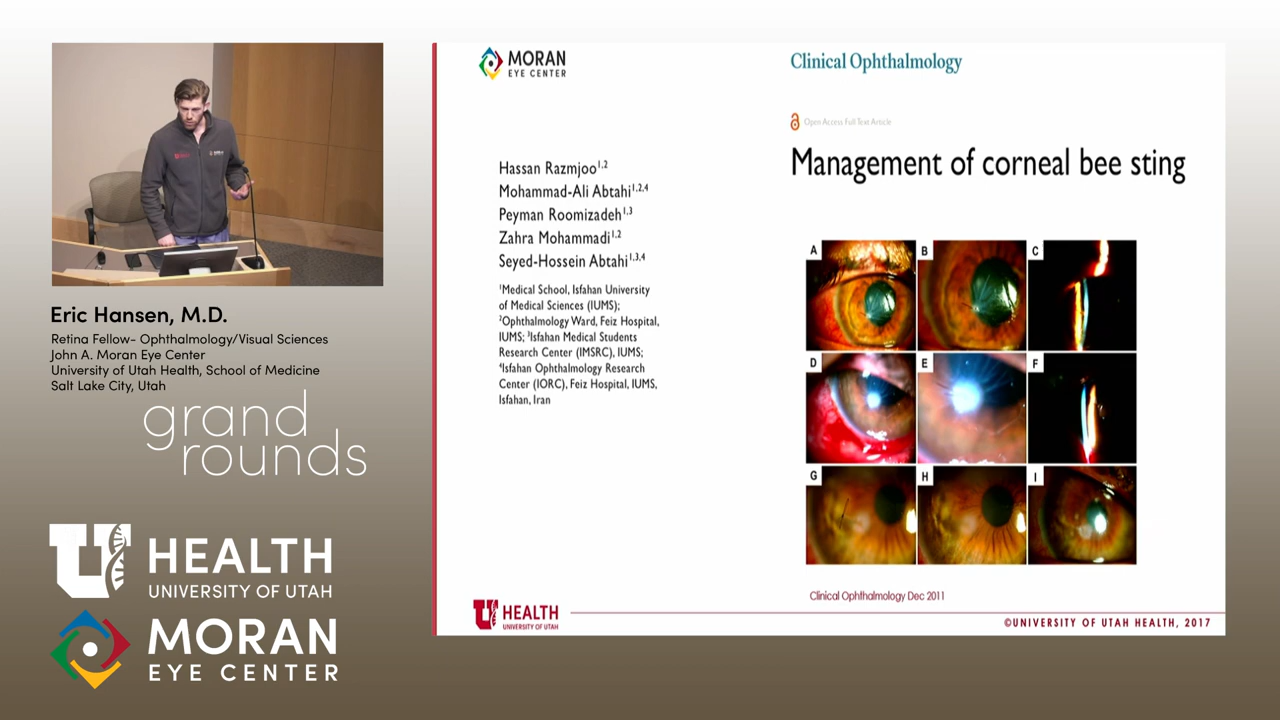 Eric Hansen, M.D.
Retina Fellow- Ophthalmology/Visual Sciences
John A. Moran Eye Center
University of Utah Health, School of Medicine
Salt Lake City, Utah
grand
rounds
U HEALTH
UNIVERSITY OF UTAH
MORAN
EYE CENTER
MORAN
EYE CENTER
Clinical Ophthalmology
Open Access Full Text Article
Management of corneal bee sting
Hassan Razmjoo1,2
Mohammad-Ali Abtahi1,2,4
Peyman Roomizadeh1,3
Zahra Mohammadi1,2
Seyed-Hossein Abtahi1,3,4
1Medical School, Isfahan University
of Medical Sciences (IUMS);
2Ophthalmology Ward, Feiz Hospital,
IUMS; 3Isfahan Medical Students
Research Center (IMSRC), IUMS;
4Isfahan Ophthalmology Research
Center (IORC), Feiz Hospital, IUMS,
Isfahan, Iran
A B C
D E F
G H I
Clinical Ophthalmology Dec 2011
U HEALTH
UNIVERSITY OF UTAH
©UNIVERSITY OF UTAH HEALTH, 2017